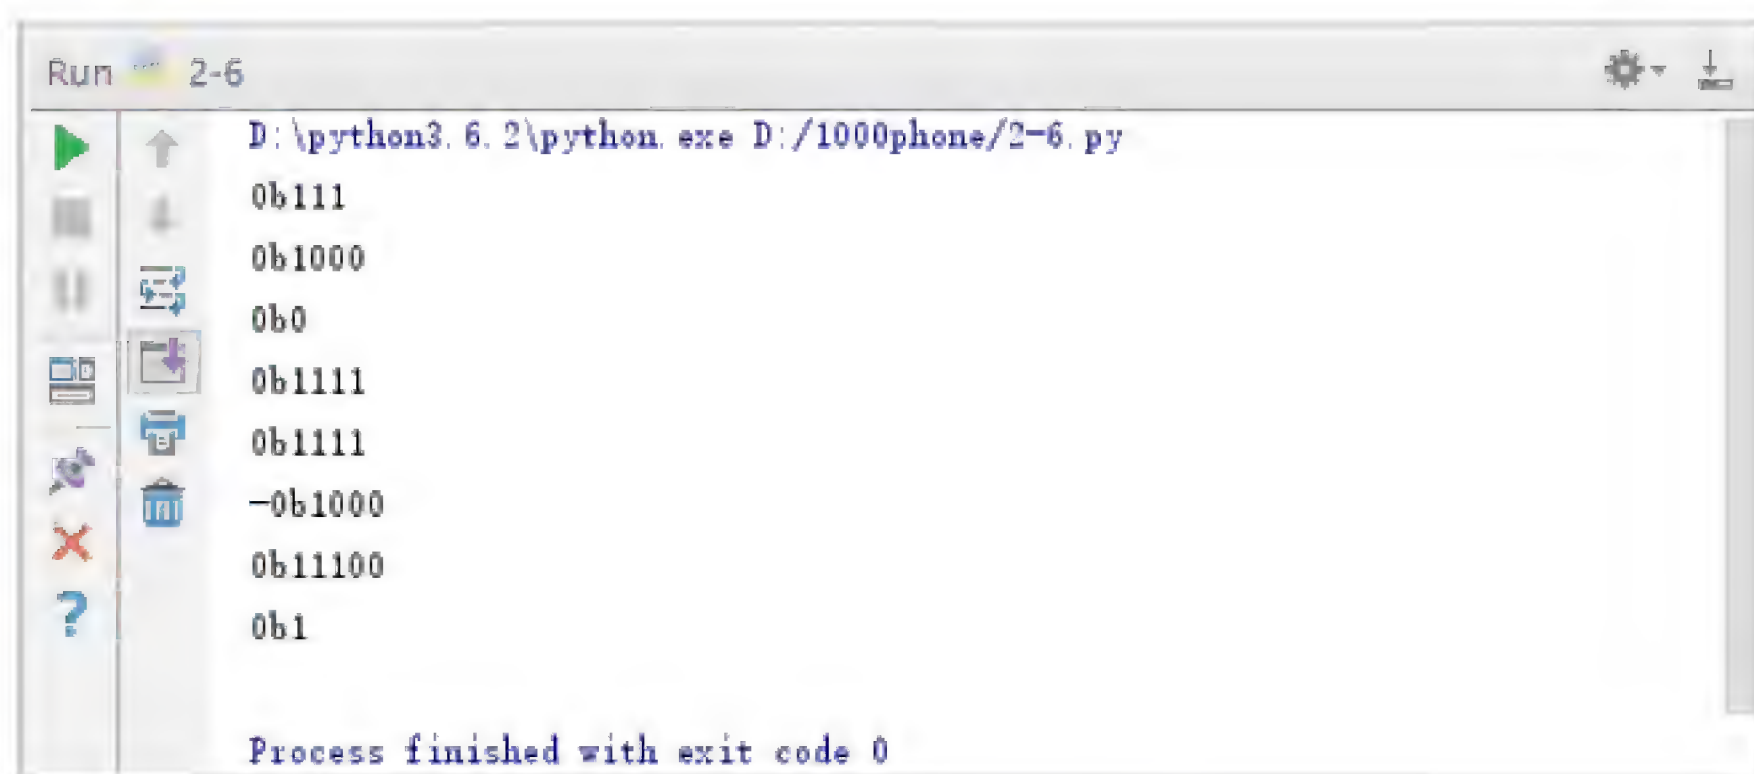 Run 2-6
D:\python3.6.2\python.exe D:/1000phone/2-6.py
0b111
0b1000
0b0
0b1111
0b1111
-0b1000
0b11100
0b1
Process finished with exit code 0